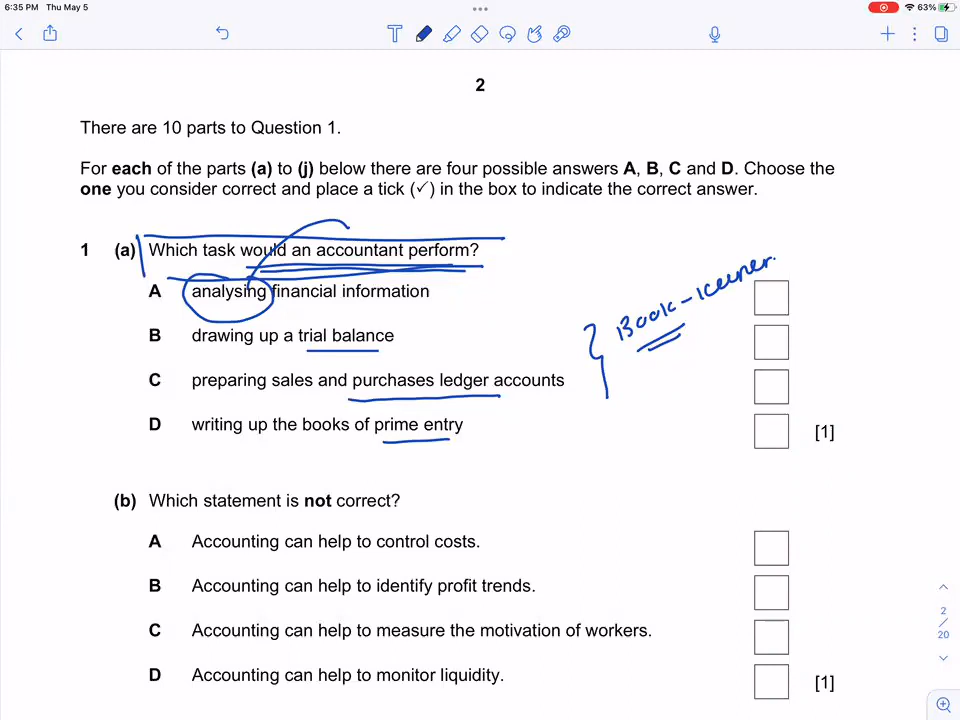 6:35 PM Thu May 5
63%
2
There are 10 parts to Question 1.
For each of the parts (a) to (j) below there are four possible answers A, B, C and D. Choose the
one you consider correct and place a tick (✓) in the box to indicate the correct answer.
1 (a) Which task would an accountant perform?
A analysing financial information
B drawing up a trial balance
C preparing sales and purchases ledger accounts
D writing up the books of prime entry [1]
Book-keeper
(b) Which statement is not correct?
A Accounting can help to control costs.
B Accounting can help to identify profit trends.
C Accounting can help to measure the motivation of workers.
D Accounting can help to monitor liquidity. [1]
2
/
20